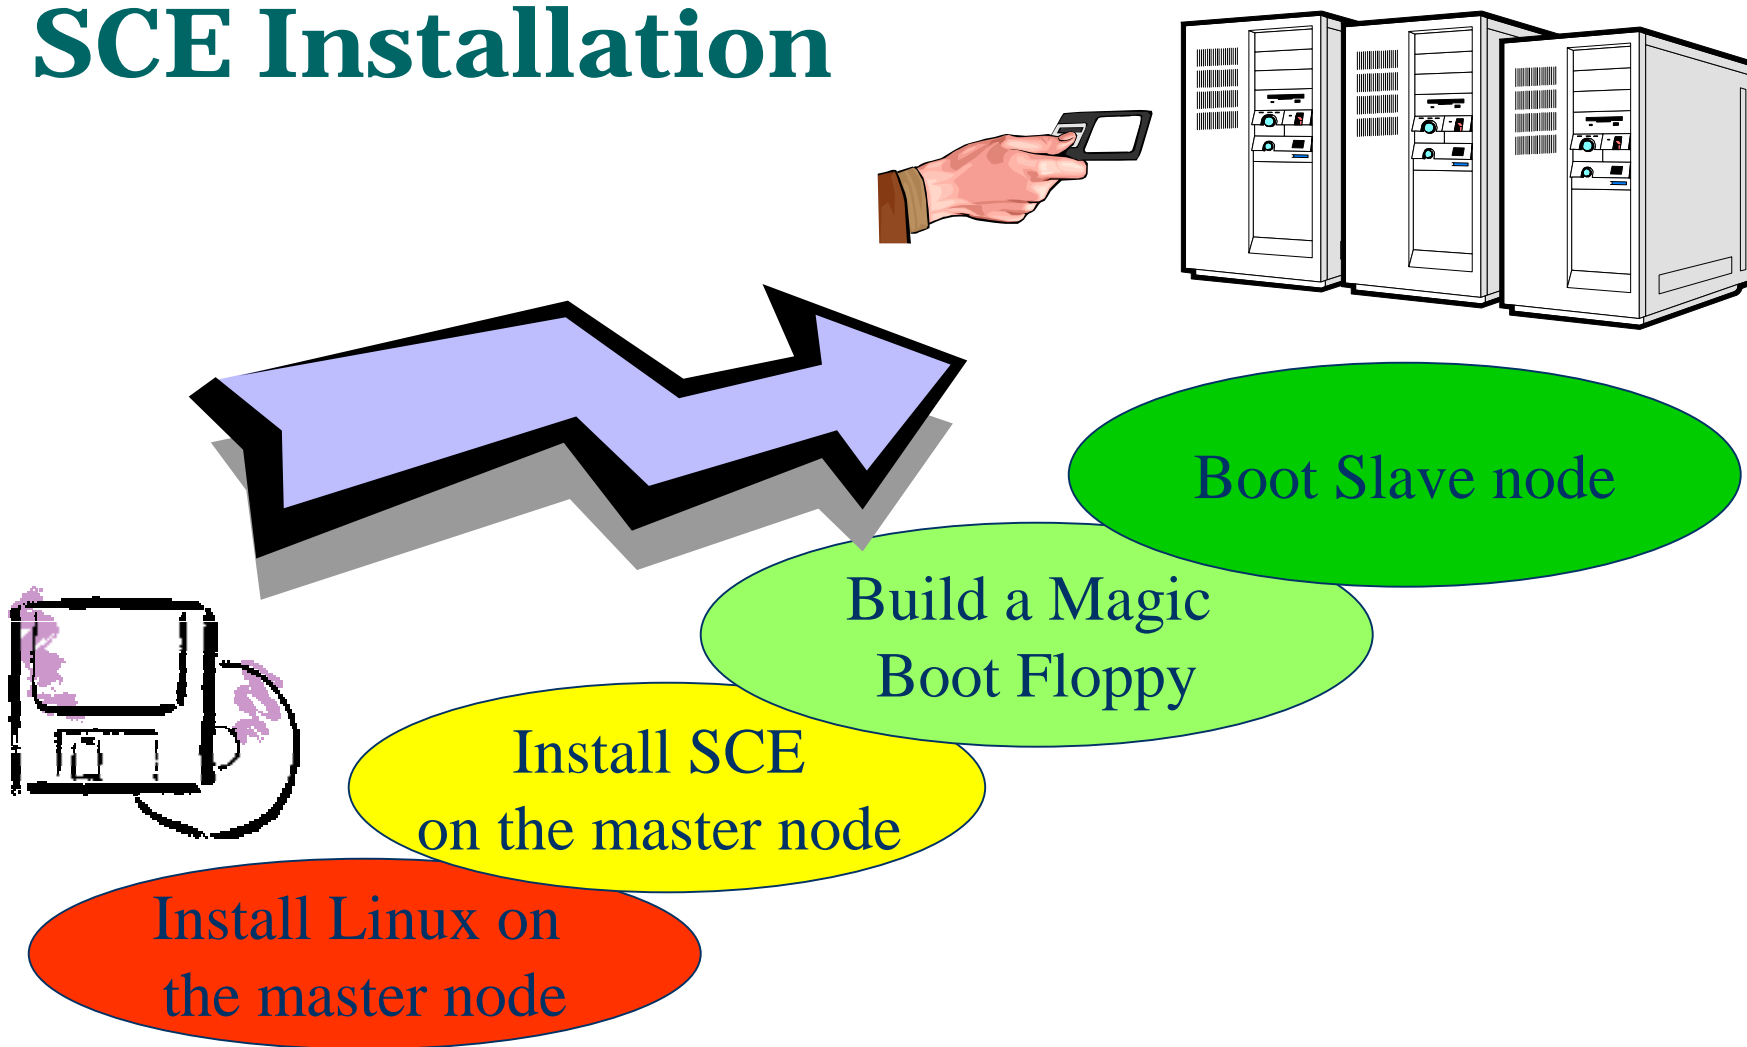 SCE Installation
Boot Slave node
Build a Magic
Boot Floppy
Install SCE
on the master node
Install Linux on
the master node